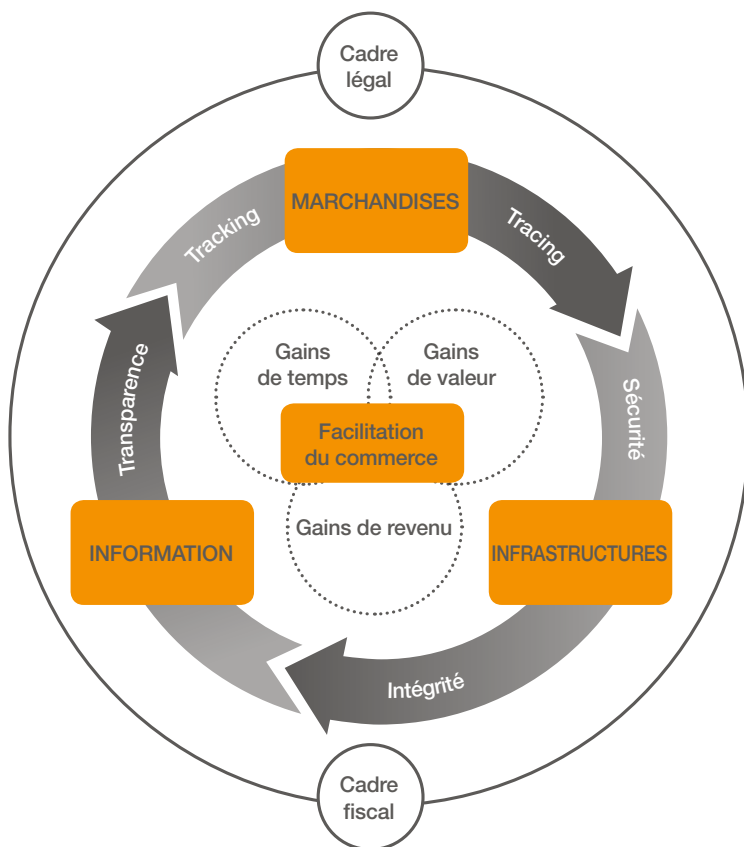 Cadre
légal
MARCHANDISES
Tracking
Tracing
Gains
de temps
Gains
de valeur
Transparence
Sécurité
Facilitation
du commerce
Gains de revenu
INFORMATION
INFRASTRUCTURES
Intégrité
Cadre
fiscal